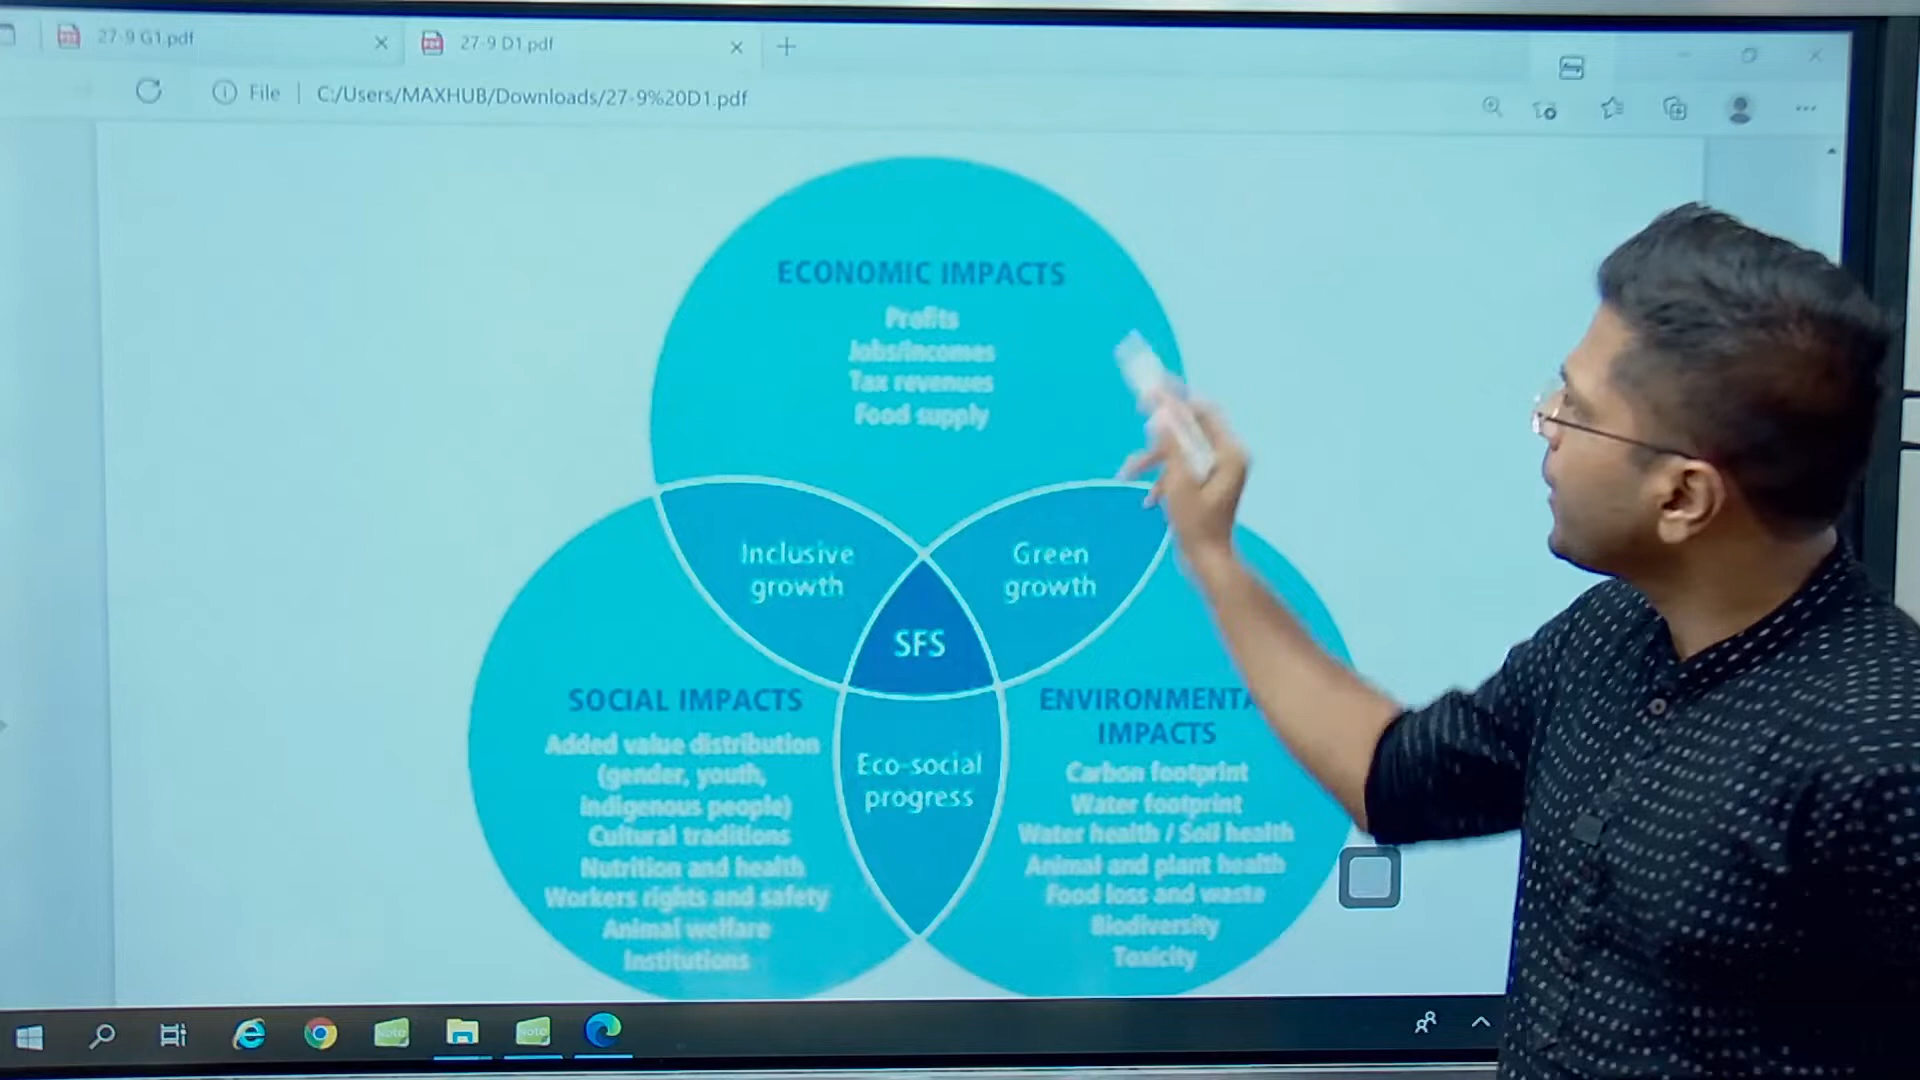 27-9 G1.pdf
27-9 D1.pdf
File
C:/Users/MAXHUB/Downloads/27-9%20D1.pdf
ECONOMIC IMPACTS
Profits
Jobs/Incomes
Tax revenues
Food supply
Inclusive
growth
Green
growth
SFS
SOCIAL IMPACTS
Added value distribution
(gender, youth,
indigenous people)
Cultural traditions
Nutrition and health
Workers rights and safety
Animal welfare
Institutions
Eco-social
progress
ENVIRONMENTA
IMPACTS
Carbon footprint
Water footprint
Water health / Soil health
Animal and plant health
Food loss and waste
Biodiversity
Toxicity